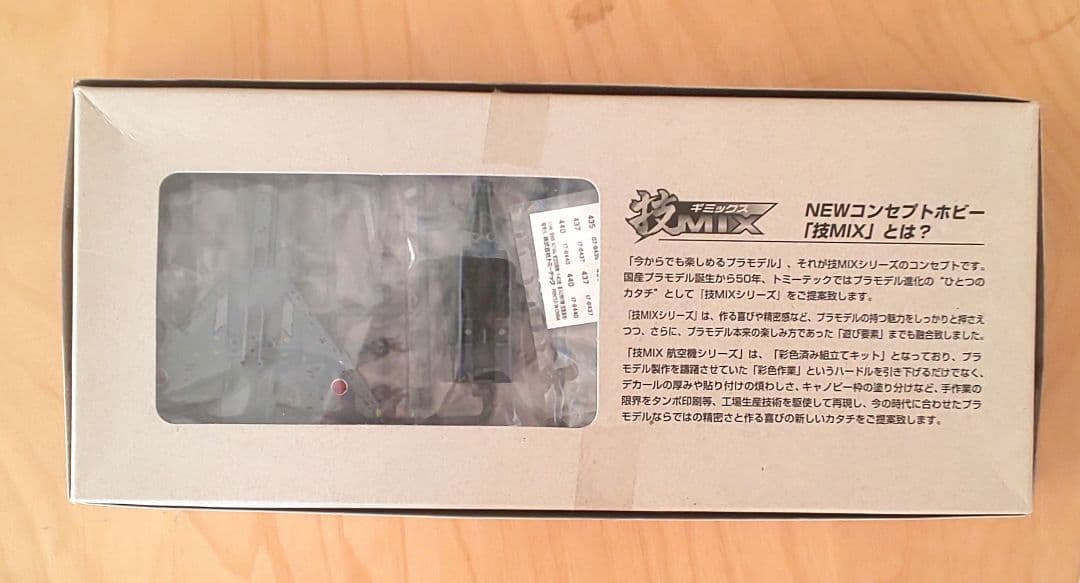 技MIX
ギミックス
NEWコンセプトホビー
「技MIX」とは？
「今からでも楽しめるプラモデル」、それが技MIXシリーズのコンセプトです。
国産プラモデル誕生から50年、トミーテックではプラモデル進化の“ひとつの
カタチ”として「技MIXシリーズ」をご提案致します。
「技MIXシリーズ」は、作る喜びや精密感など、プラモデルの持つ魅力をしっかりと押さえ
つつ、さらに、プラモデル本来の楽しみ方であった「遊び要素」までも融合致しました。
「技MIX 航空機シリーズ」は、「彩色済み組立てキット」となっており、プラ
モデル製作を躊躇させていた「彩色作業」というハードルを引き下げるだけでなく、
デカールの厚みや貼り付けの煩わしさ、キャノピー枠の塗り分けなど、手作業の
限界をタンポ印刷等、工場生産技術を駆使して再現し、今の時代に合わせたプラ
モデルならではの精密さと作る喜びの新しいカタチをご提案致します。
435 07-8435
437 17-8437 437 07-8437
440 17-8440 440 07-8440